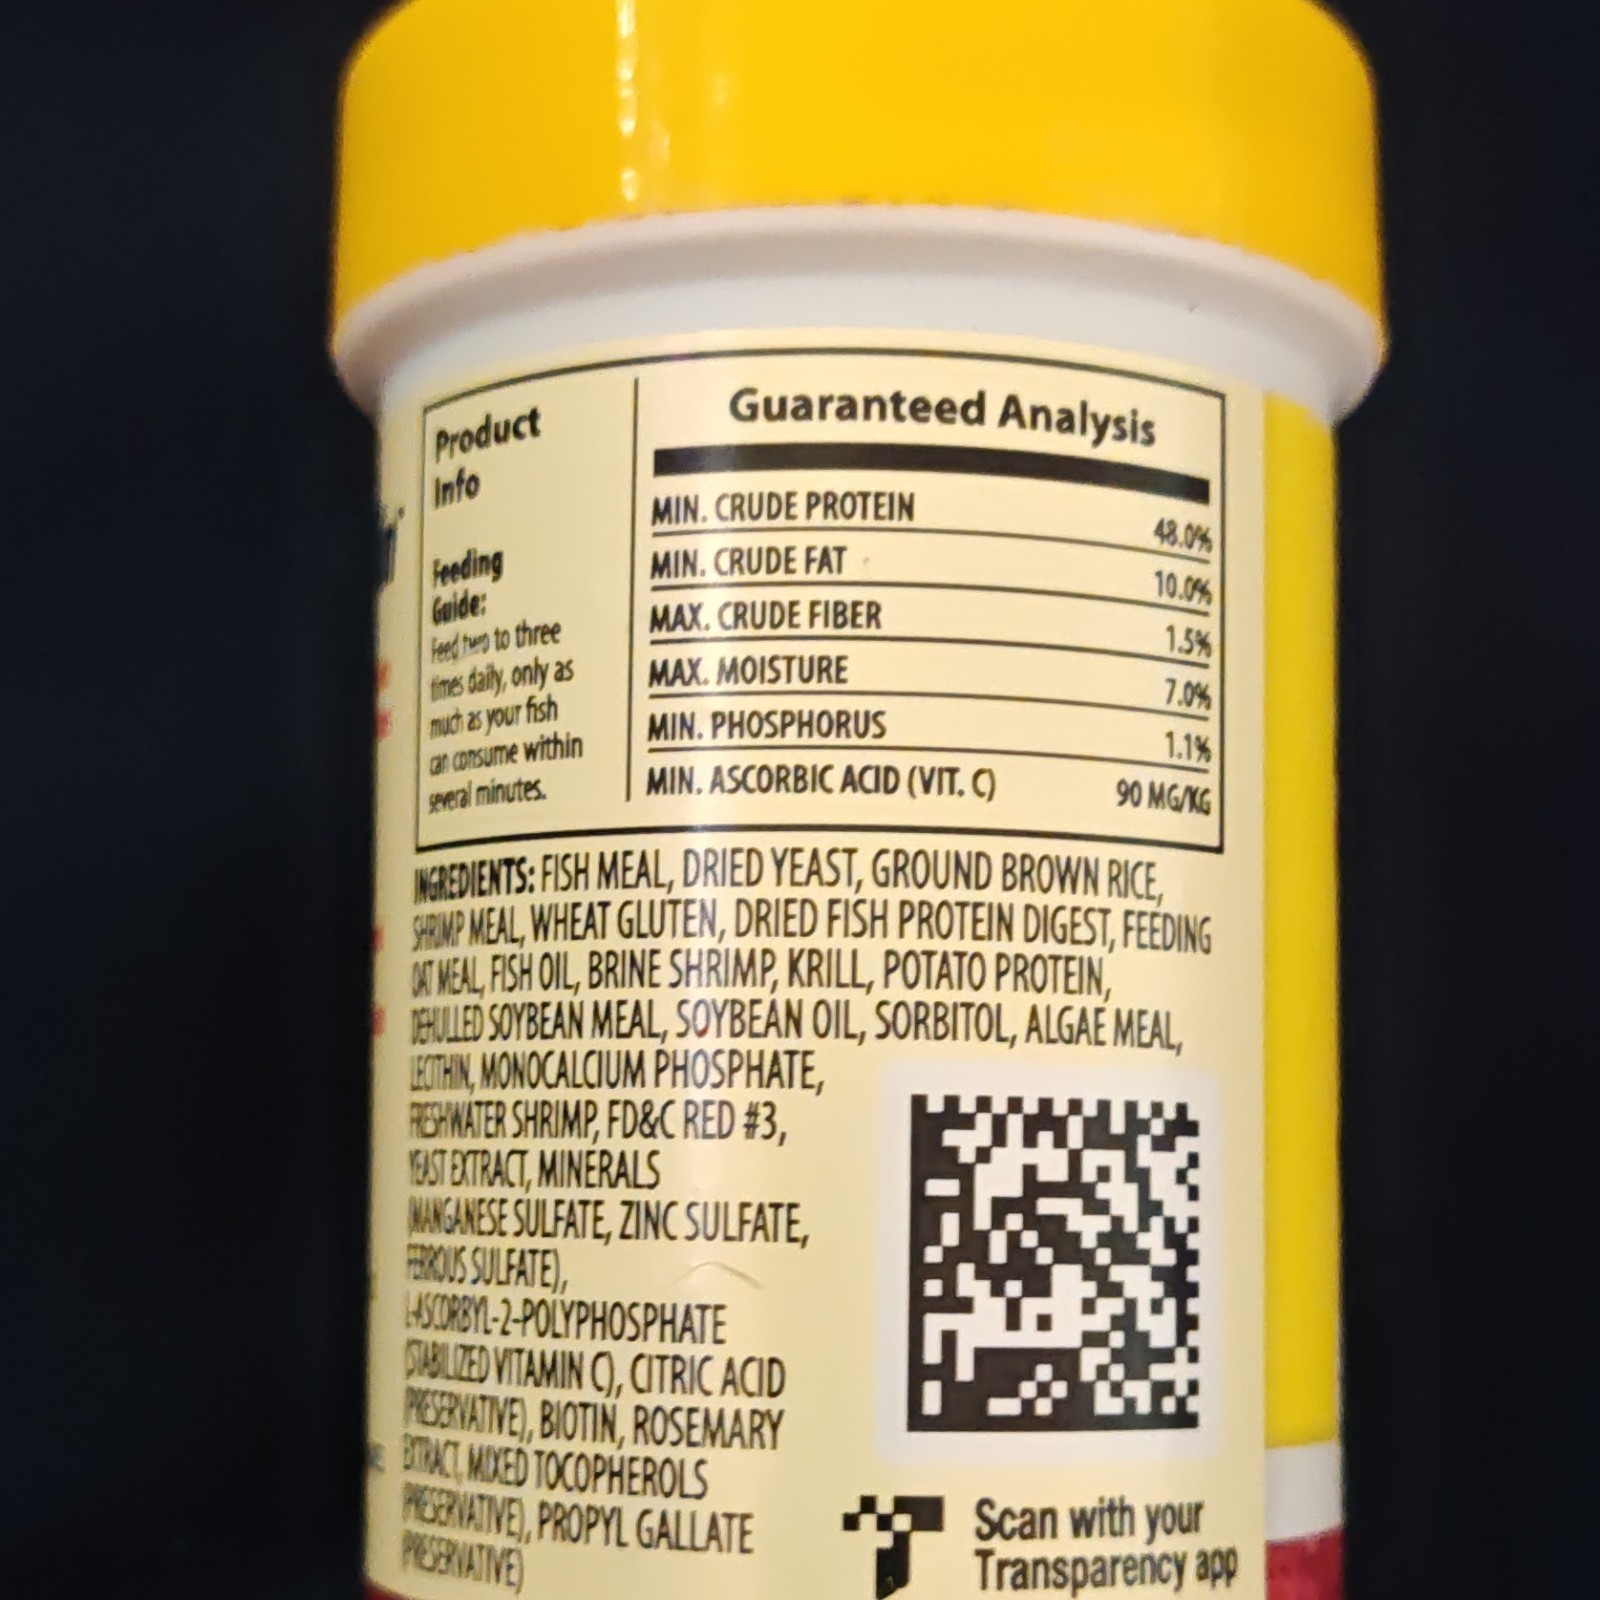 Product
Info
Feeding
Guide:
Feed two to three
times daily, only as
much as your fish
can consume within
several minutes.
Guaranteed Analysis
MIN. CRUDE PROTEIN 48.0%
MIN. CRUDE FAT 10.0%
MAX. CRUDE FIBER 1.5%
MAX. MOISTURE 7.0%
MIN. PHOSPHORUS 1.1%
MIN. ASCORBIC ACID (VIT. C) 90 MG/KG
INGREDIENTS: FISH MEAL, DRIED YEAST, GROUND BROWN RICE,
SHRIMP MEAL, WHEAT GLUTEN, DRIED FISH PROTEIN DIGEST, FEEDING
OAT MEAL, FISH OIL, BRINE SHRIMP, KRILL, POTATO PROTEIN,
DEHULLED SOYBEAN MEAL, SOYBEAN OIL, SORBITOL, ALGAE MEAL,
LECITHIN, MONOCALCIUM PHOSPHATE,
FRESHWATER SHRIMP, FD&C RED #3,
YEAST EXTRACT, MINERALS
(MANGANESE SULFATE, ZINC SULFATE,
FERROUS SULFATE),
L-ASCORBYL-2-POLYPHOSPHATE
(STABILIZED VITAMIN C), CITRIC ACID
(PRESERVATIVE), BIOTIN, ROSEMARY
EXTRACT, MIXED TOCOPHEROLS
(PRESERVATIVE), PROPYL GALLATE
(PRESERVATIVE)
Scan with your
Transparency app